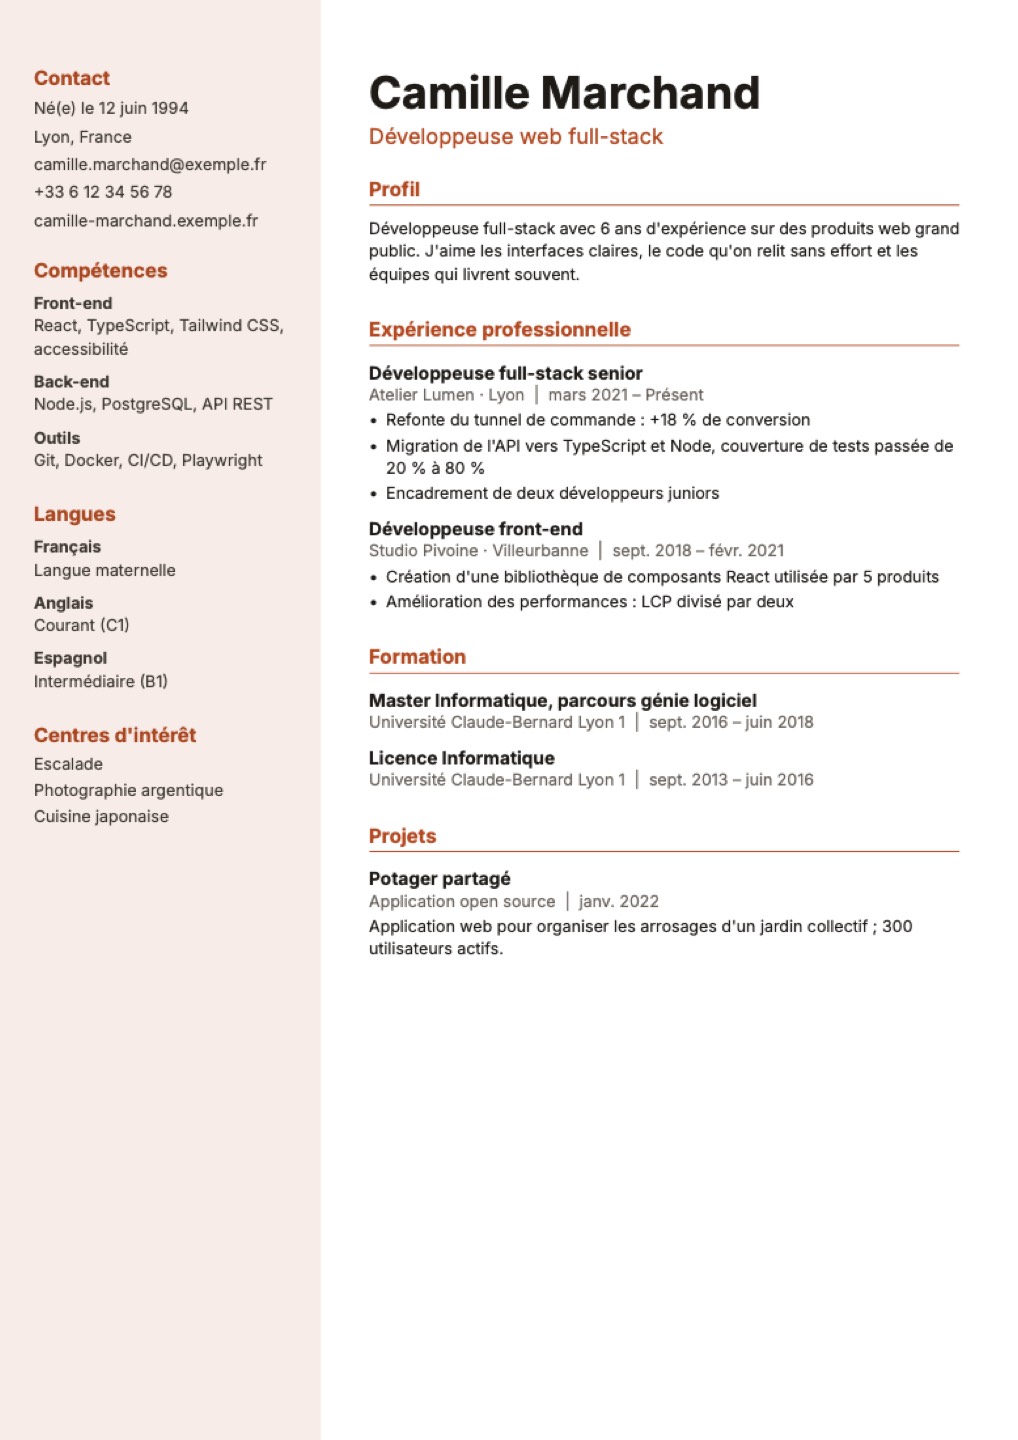 Contact
Né(e) le 12 juin 1994
Lyon, France
camille.marchand@exemple.fr
+33 6 12 34 56 78
camille-marchand.exemple.fr
Compétences
Front-end
React, TypeScript, Tailwind CSS,
accessibilité
Back-end
Node.js, PostgreSQL, API REST
Outils
Git, Docker, CI/CD, Playwright
Langues
Français
Langue maternelle
Anglais
Courant (C1)
Espagnol
Intermédiaire (B1)
Centres d'intérêt
Escalade
Photographie argentique
Cuisine japonaise
Camille Marchand
Développeuse web full-stack
Profil
Développeuse full-stack avec 6 ans d'expérience sur des produits web grand
public. J'aime les interfaces claires, le code qu'on relit sans effort et les
équipes qui livrent souvent.
Expérience professionnelle
Développeuse full-stack senior
Atelier Lumen · Lyon | mars 2021 – Présent
• Refonte du tunnel de commande : +18 % de conversion
• Migration de l'API vers TypeScript et Node, couverture de tests passée de
20 % à 80 %
• Encadrement de deux développeurs juniors
Développeuse front-end
Studio Pivoine · Villeurbanne | sept. 2018 – févr. 2021
• Création d'une bibliothèque de composants React utilisée par 5 produits
• Amélioration des performances : LCP divisé par deux
Formation
Master Informatique, parcours génie logiciel
Université Claude-Bernard Lyon 1 | sept. 2016 – juin 2018
Licence Informatique
Université Claude-Bernard Lyon 1 | sept. 2013 – juin 2016
Projets
Potager partagé
Application open source | janv. 2022
Application web pour organiser les arrosages d'un jardin collectif ; 300
utilisateurs actifs.